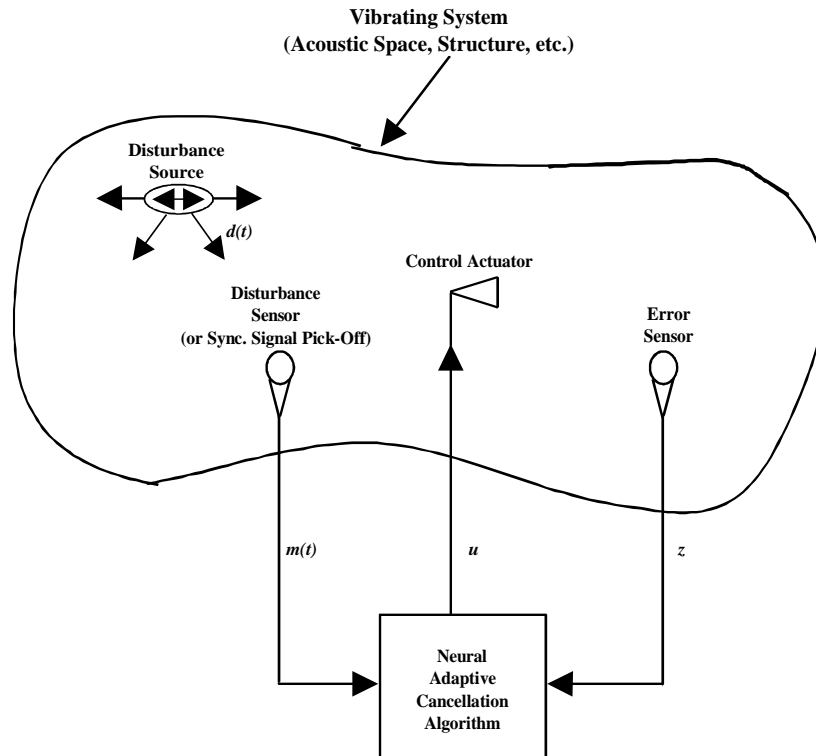 Vibrating System
(Acoustic Space, Structure, etc.)
Disturbance
Source
d(t)
Control Actuator
Disturbance
Sensor
(or Sync. Signal Pick-Off)
Error
Sensor
m(t)
u
z
Neural
Adaptive
Cancellation
Algorithm